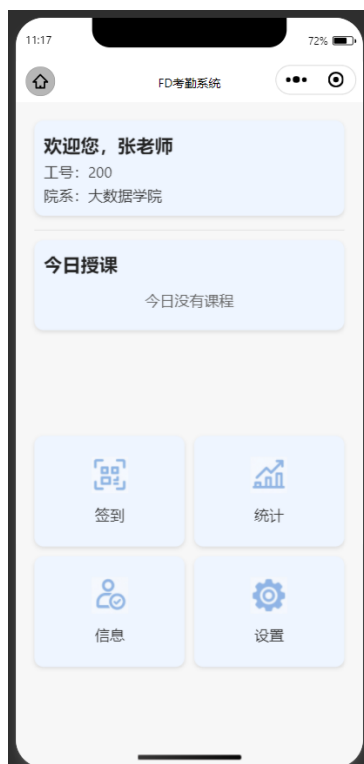 11:17
72%
FD考勤系统
欢迎您，张老师
工号：200
院系：大数据学院
今日授课
今日没有课程
签到
统计
信息
设置